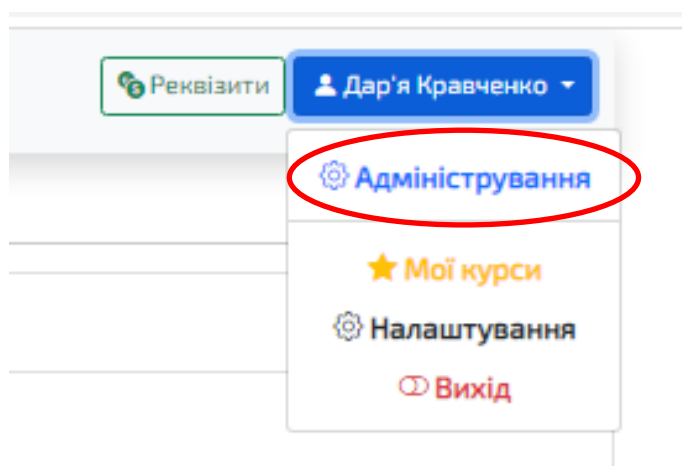 Реквізити
Дар'я Кравченко
Адміністрування
Мої курси
Налаштування
Вихід